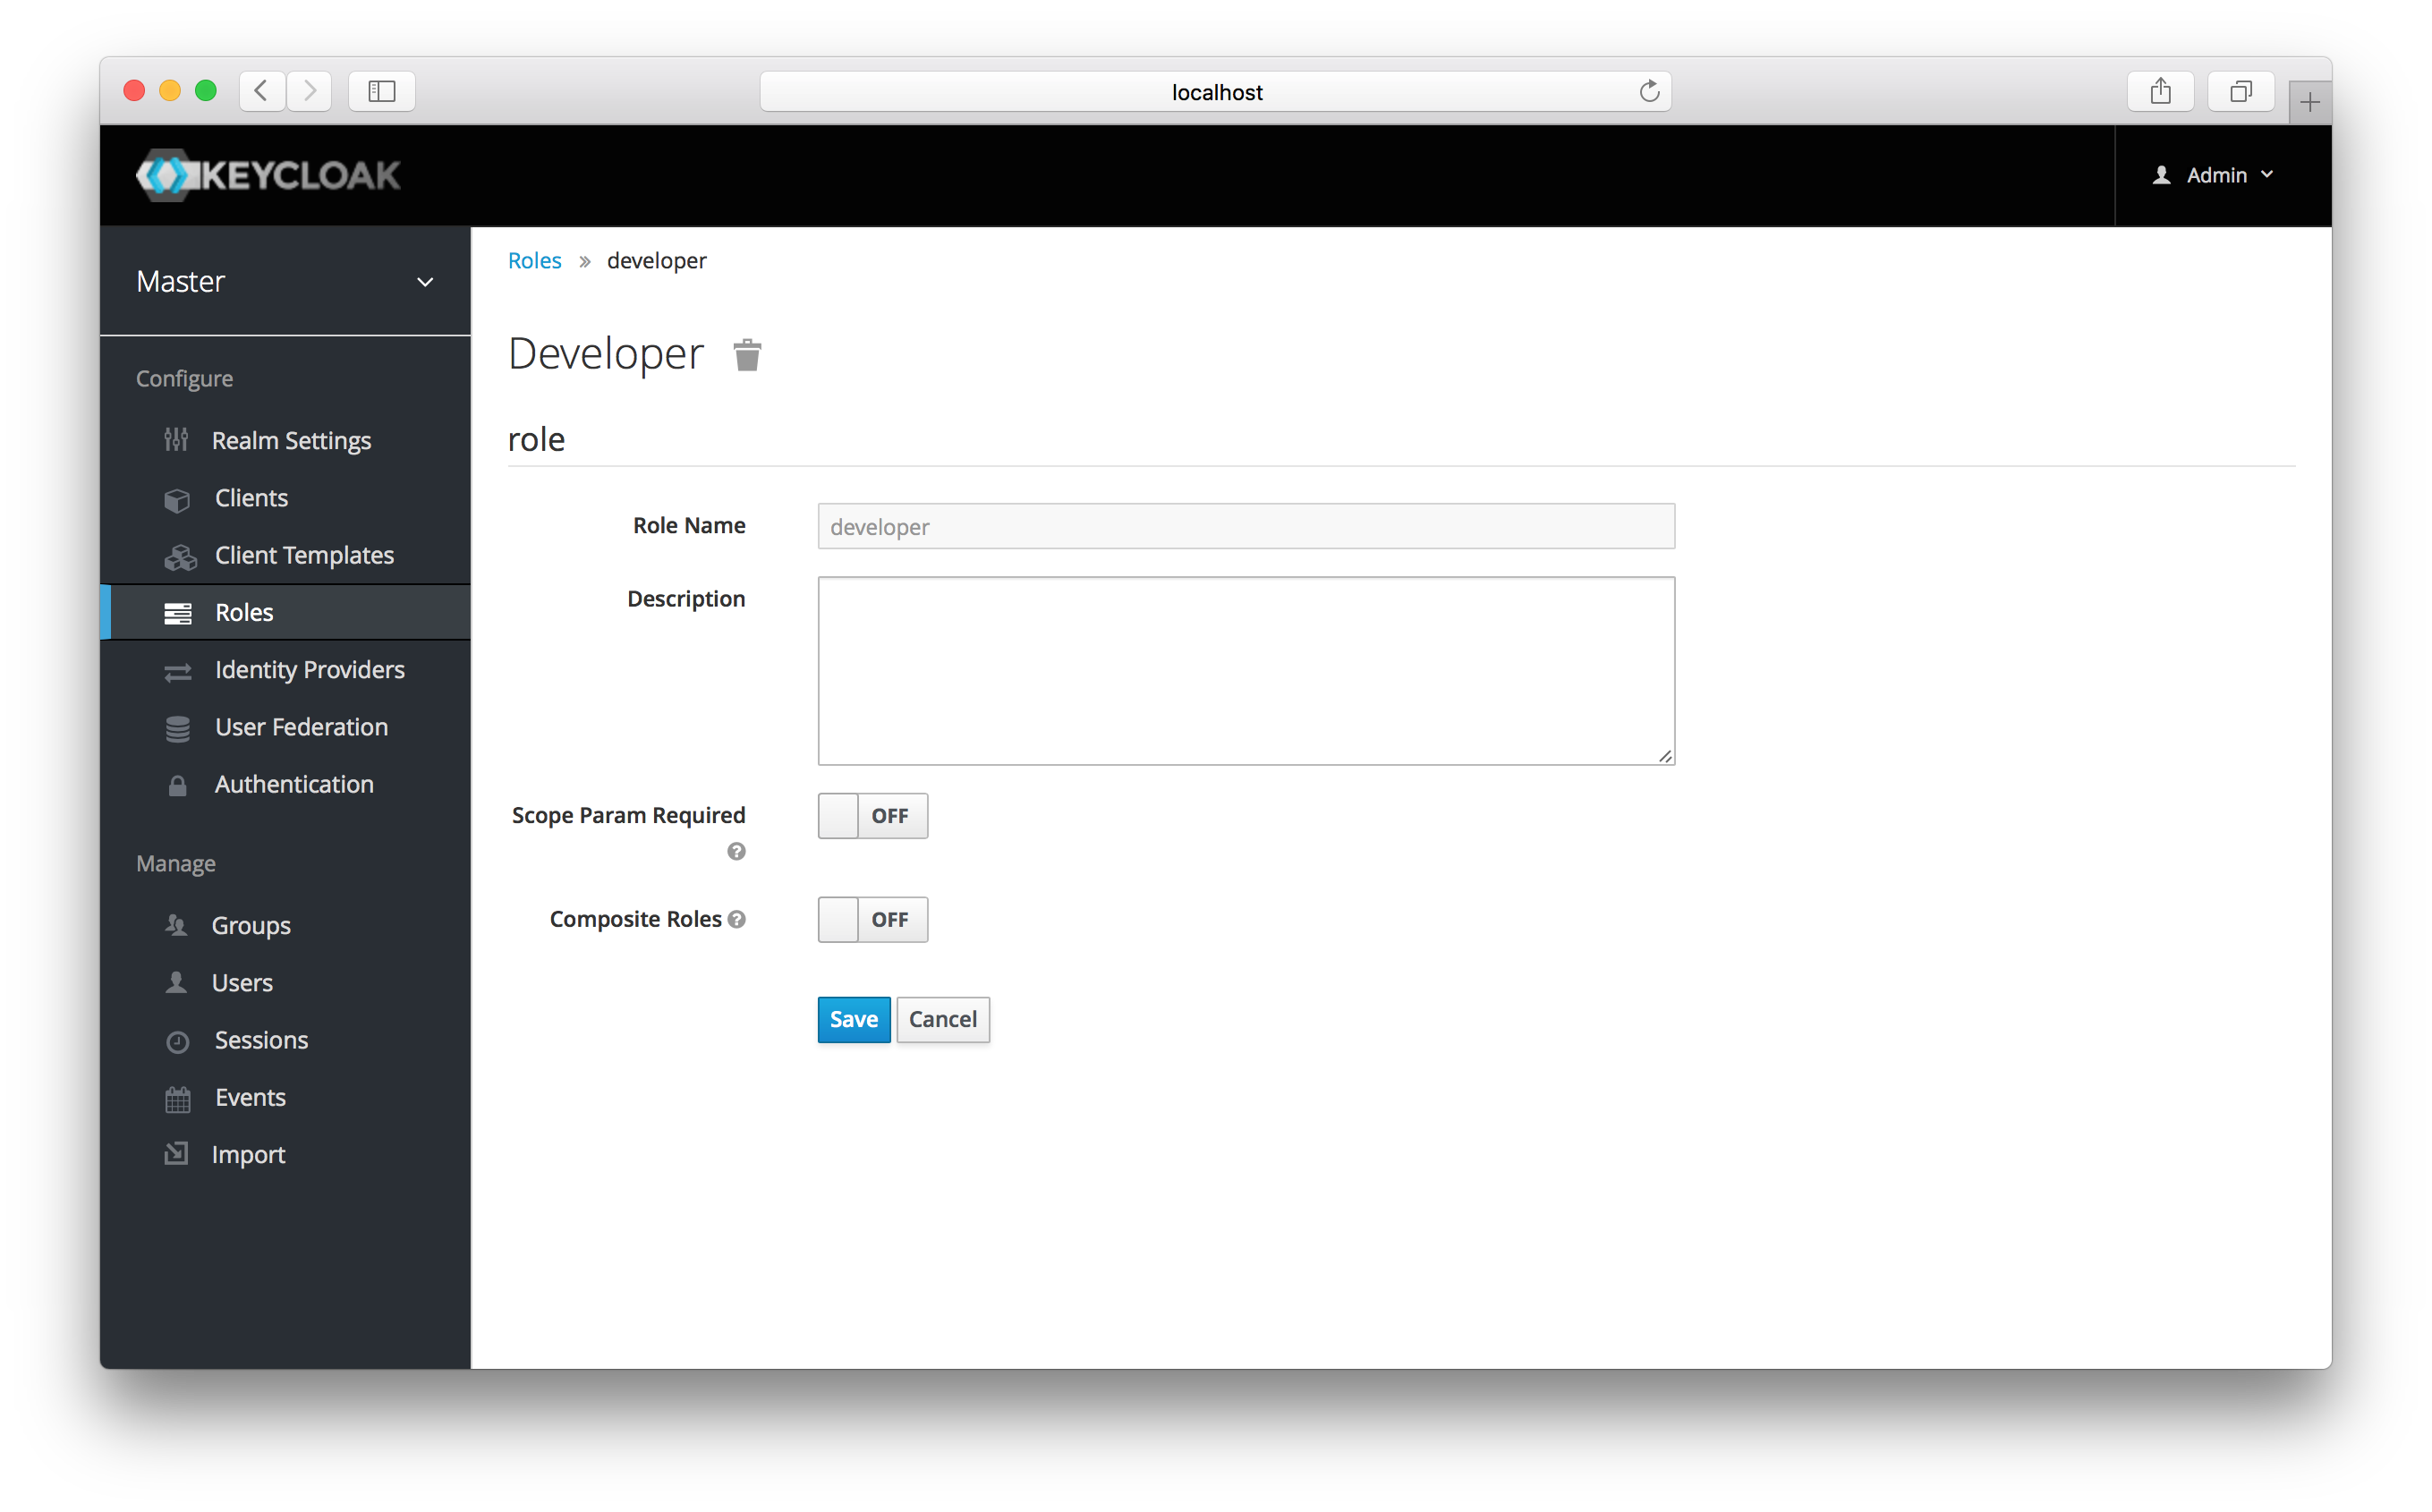 localhost
KEYCLOAK
Admin
Master
Configure
Realm Settings
Clients
Client Templates
Roles
Identity Providers
User Federation
Authentication
Manage
Groups
Users
Sessions
Events
Import
Roles » developer
Developer
role
Role Name developer
Description
Scope Param Required OFF
Composite Roles OFF
Save Cancel